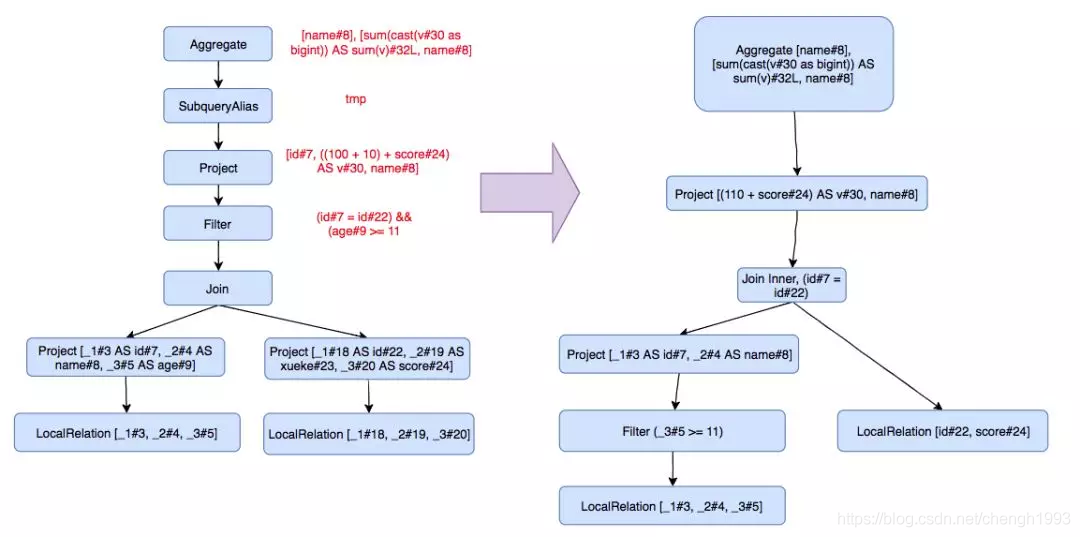 Aggregate
[name#8], [sum(cast(v#30 as
bigint)) AS sum(v)#32L, name#8]
SubqueryAlias
tmp
Project
[id#7, ((100 + 10) + score#24)
AS v#30, name#8]
Filter
(id#7 = id#22) &&
(age#9 >= 11
Join
Project [_1#3 AS id#7, _2#4 AS
name#8, _3#5 AS age#9]
Project [_1#18 AS id#22, _2#19 AS
xueke#23, _3#20 AS score#24]
LocalRelation [_1#3, _2#4, _3#5]
LocalRelation [_1#18, _2#19, _3#20]
Aggregate [name#8],
[sum(cast(v#30 as bigint)) AS
sum(v)#32L, name#8]
Project [(110 + score#24) AS v#30, name#8]
Join Inner, (id#7 =
id#22)
Project [_1#3 AS id#7, _2#4 AS name#8]
Filter (_3#5 >= 11)
LocalRelation [id#22, score#24]
LocalRelation [_1#3, _2#4, _3#5]
https://blog.csdn.net/chengh1993